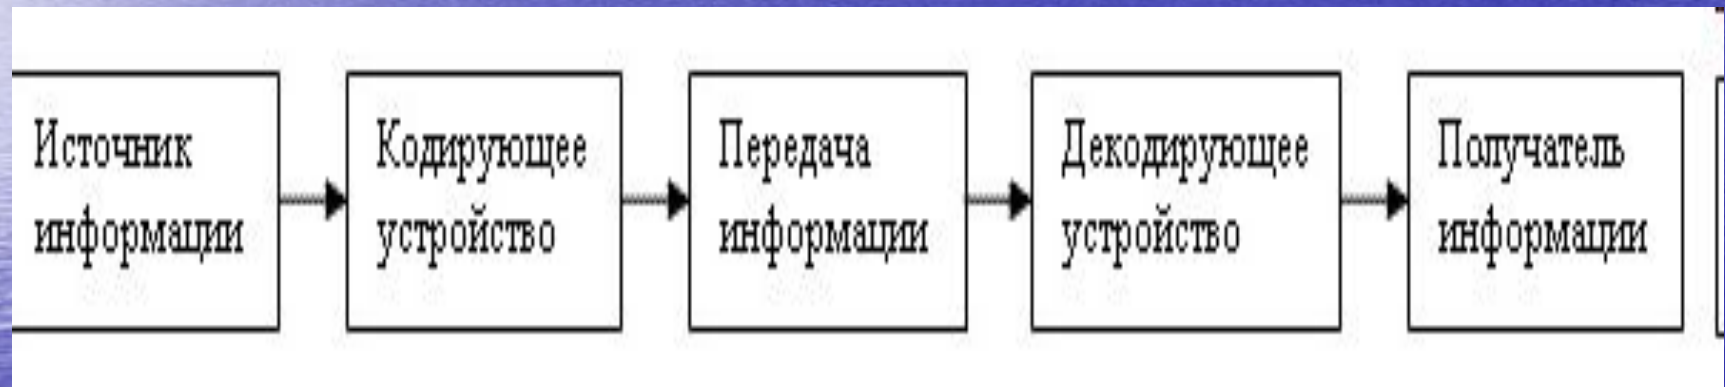 Источник
информации
Кодирующее
устройство
Передача
информации
Декодирующее
устройство
Получатель
информации